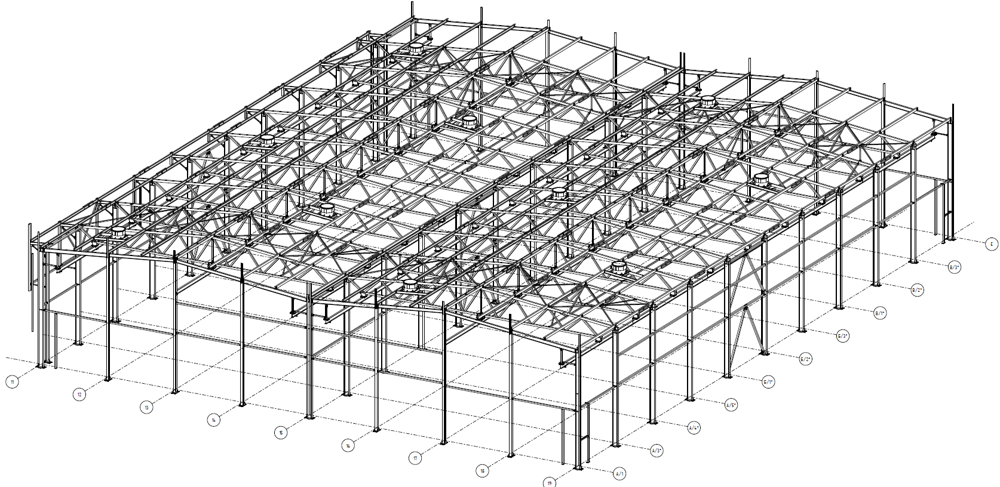 11
12
13
14
15
16
17
18
19
А/1
А/3*
А/4*
А/5*
Б/1*
Б/2*
Б/3*
В/1*
В/2*
В/3*
Е